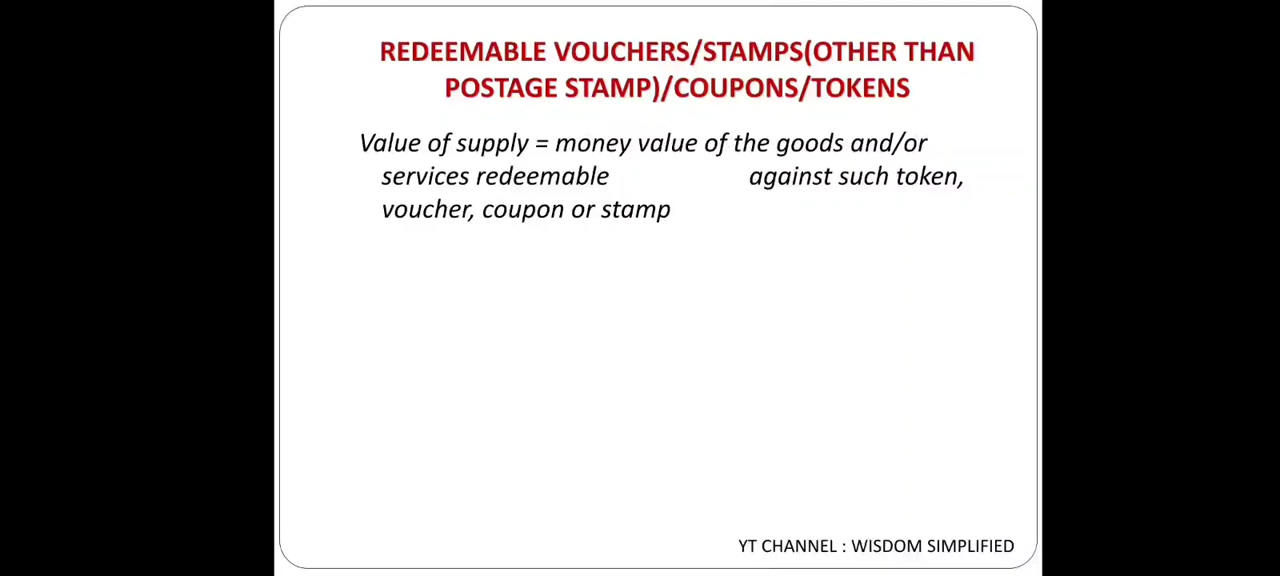 REDEEMABLE VOUCHERS/STAMPS(OTHER THAN
POSTAGE STAMP)/COUPONS/TOKENS
Value of supply = money value of the goods and/or
services redeemable against such token,
voucher, coupon or stamp
YT CHANNEL : WISDOM SIMPLIFIED